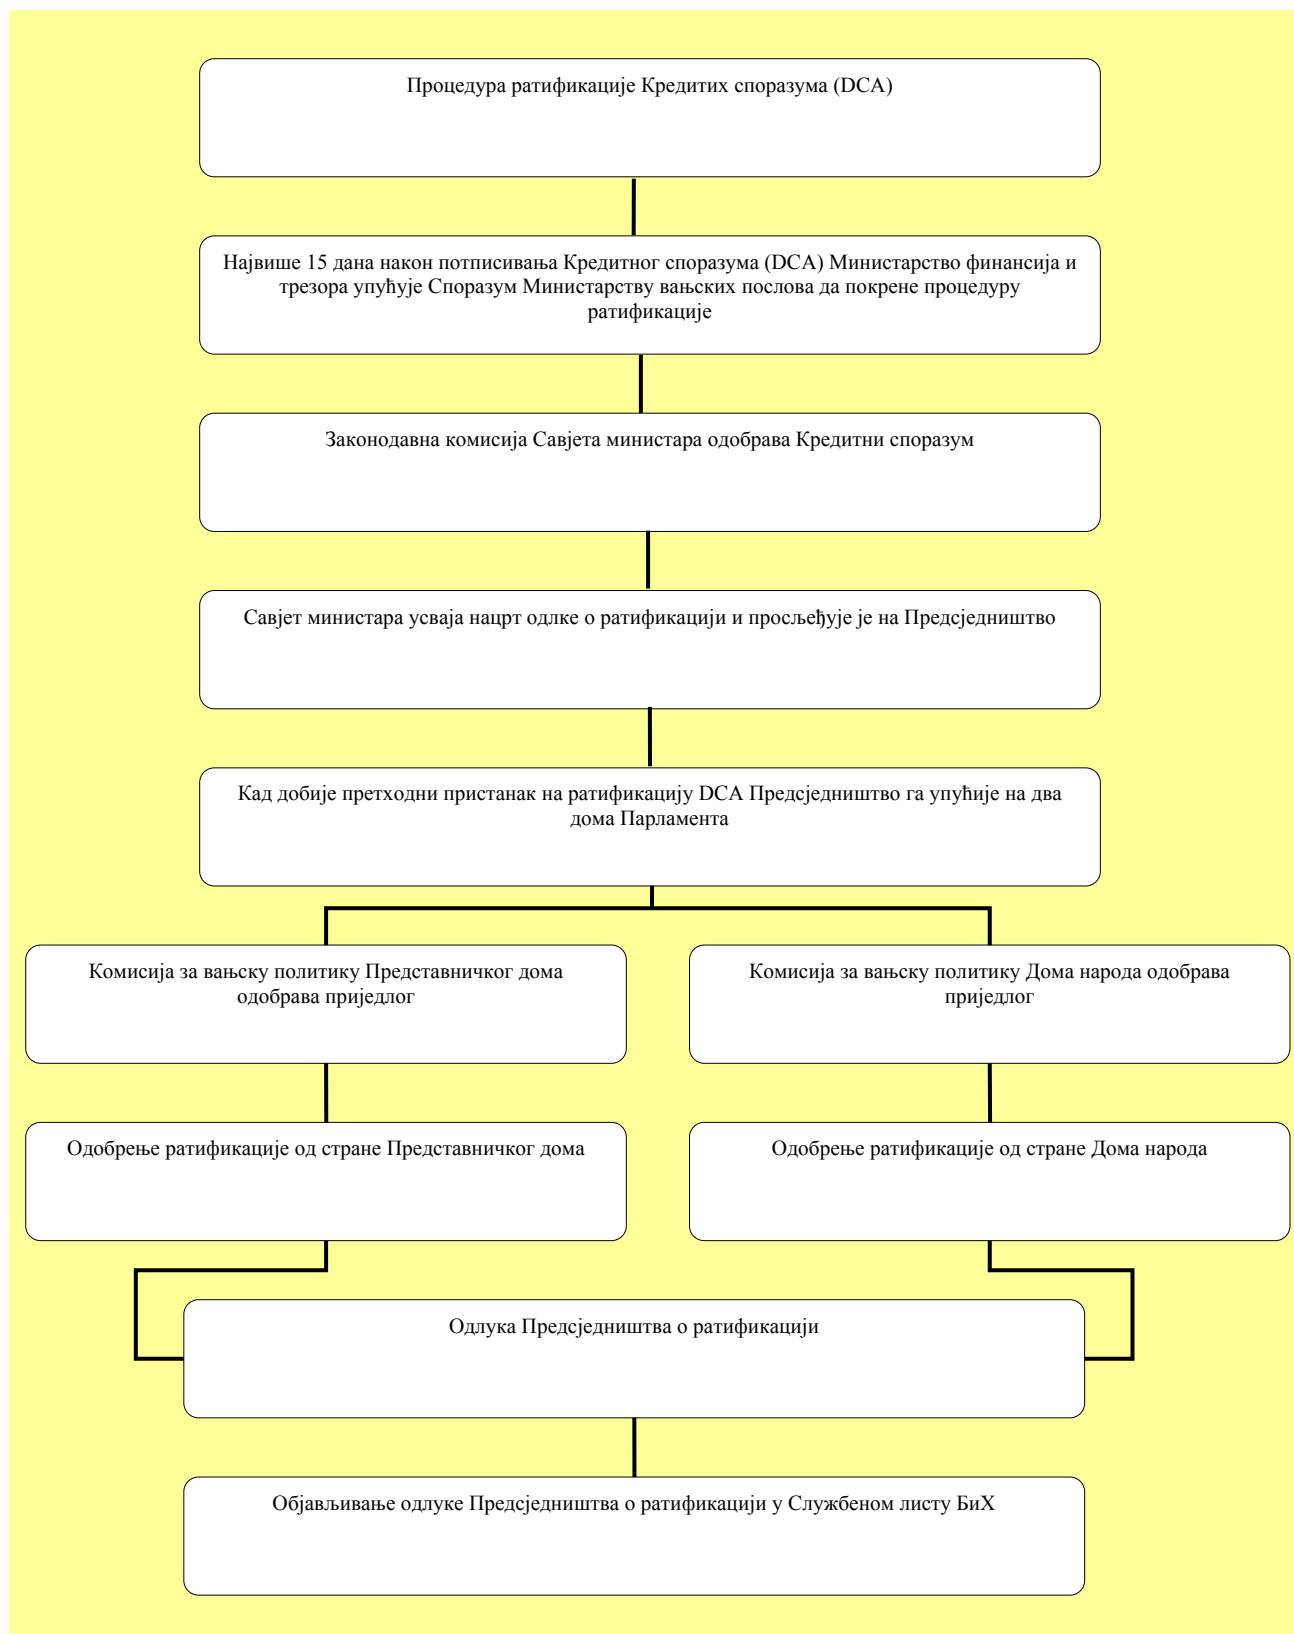 Процедура ратификације Кредитих споразума (DCA)
Највише 15 дана након потписивања Кредитног споразума (DCA) Министарство финансија и
трезора упућује Споразум Министарству вањских послова да покрене процедуру
ратификације
Законодавна комисија Савјета министара одобрава Кредитни споразум
Савјет министара усваја нацрт одлке о ратификацији и просљеђује је на Предсједништво
Кад добије претходни пристанак на ратификацију DCA Предсједништво га упућије на два
дома Парламента
Комисија за вањску политику Представничког дома
одобрава приједлог
Комисија за вањску политику Дома народа одобрава
приједлог
Одобрење ратификације од стране Представничког дома
Одобрење ратификације од стране Дома народа
Одлука Предсједништва о ратификацији
Објављивање одлуке Предсједништва о ратификацији у Службеном листу БиХ